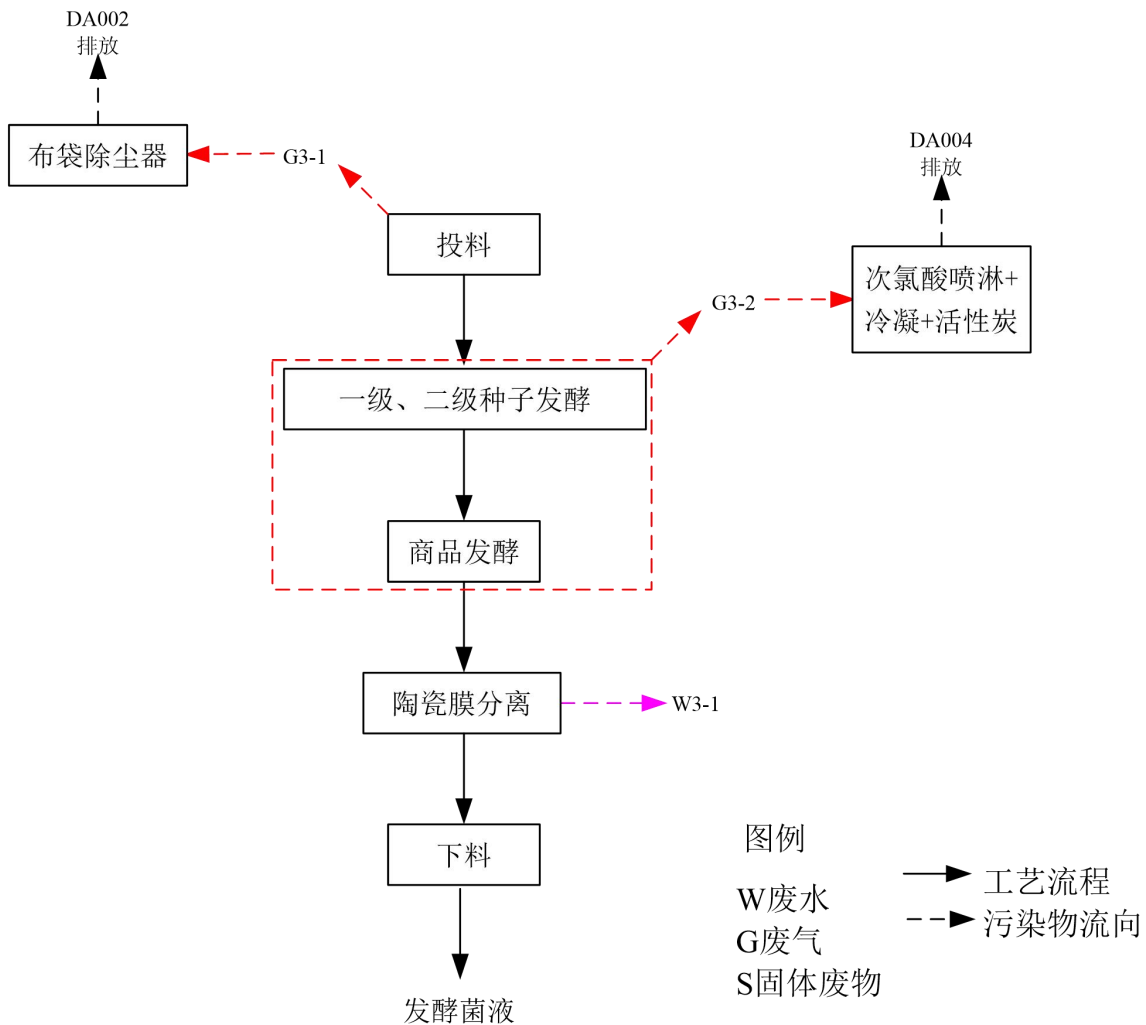 DA002
排放
布袋除尘器
G3-1
DA004
排放
投料
次氯酸喷淋+
冷凝+活性炭
G3-2
一级、二级种子发酵
商品发酵
陶瓷膜分离
W3-1
下料
发酵菌液
图例
W废水
G废气
S固体废物
工艺流程
污染物流向